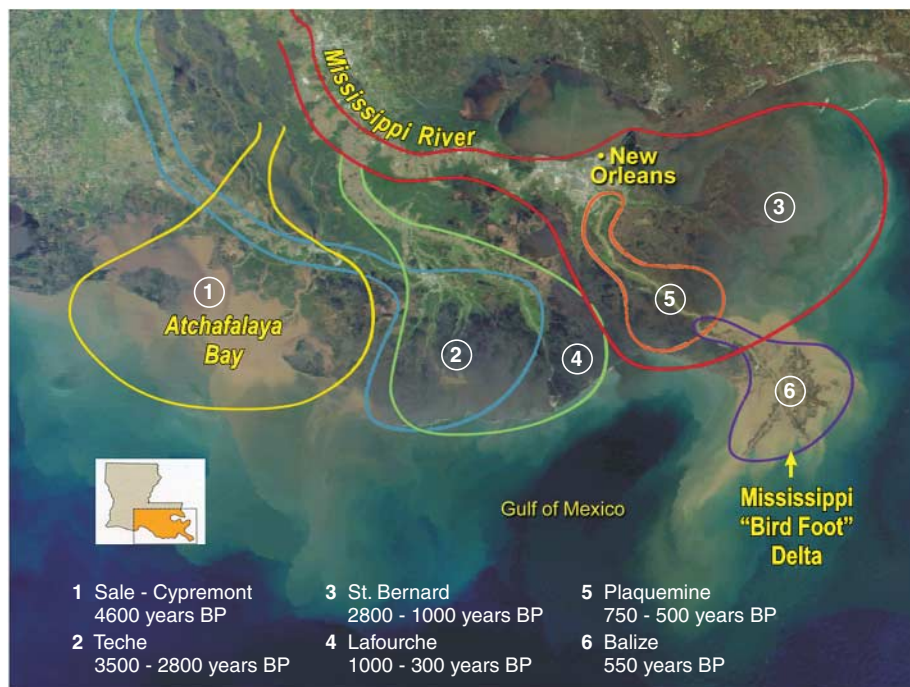 Mississippi River
• New
Orleans
3
1
Atchafalaya
Bay
5
2
4
6
Gulf of Mexico
Mississippi
“Bird Foot”
Delta
1 Sale - Cypremont
4600 years BP
2 Teche
3500 - 2800 years BP
3 St. Bernard
2800 - 1000 years BP
4 Lafourche
1000 - 300 years BP
5 Plaquemine
750 - 500 years BP
6 Balize
550 years BP